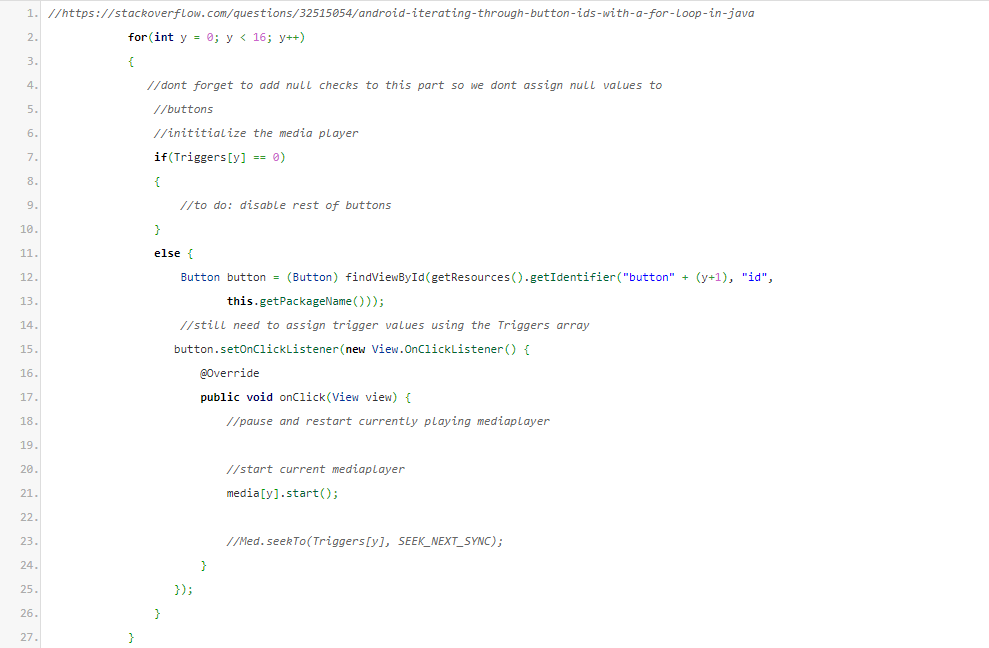 1. //https://stackoverflow.com/questions/32515054/android-iterating-through-button-ids-with-a-for-loop-in-java
2. for(int y = 0; y < 16; y++)
3. {
4. //dont forget to add null checks to this part so we dont assign null values to
5. //buttons
6. //inititialize the media player
7. if(Triggers[y] == 0)
8. {
9. //to do: disable rest of buttons
10. }
11. else {
12. Button button = (Button) findViewById(getResources().getIdentifier("button" + (y+1), "id",
13. this.getPackageName()));
14. //still need to assign trigger values using the Triggers array
15. button.setOnClickListener(new View.OnClickListener() {
16. @Override
17. public void onClick(View view) {
18. //pause and restart currently playing mediaplayer
19.
20. //start current mediaplayer
21. media[y].start();
22.
23. //Med.seekTo(Triggers[y], SEEK_NEXT_SYNC);
24. }
25. });
26. }
27. }